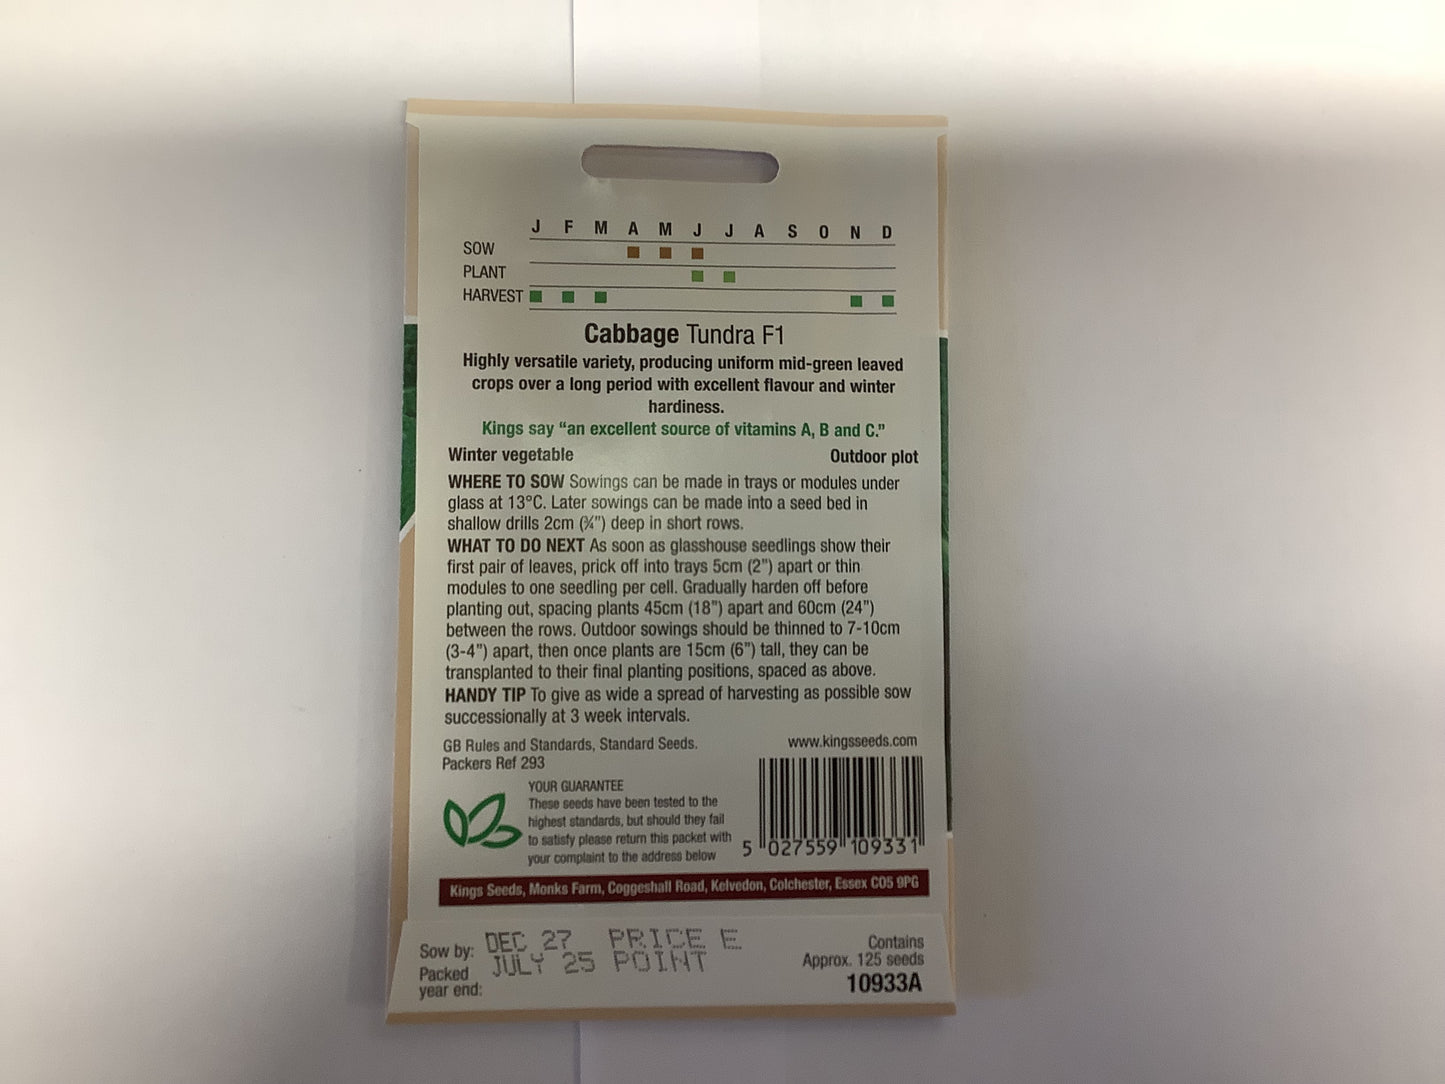 J F M A M J J A S O N D
SOW
PLANT
HARVEST
Cabbage Tundra F1
Highly versatile variety, producing uniform mid-green leaved
crops over a long period with excellent flavour and winter
hardiness.
Kings say “an excellent source of vitamins A, B and C.”
Winter vegetable Outdoor plot
WHERE TO SOW Sowings can be made in trays or modules under
glass at 13°C. Later sowings can be made into a seed bed in
shallow drills 2cm (¾”) deep in short rows.
WHAT TO DO NEXT As soon as glasshouse seedlings show their
first pair of leaves, prick off into trays 5cm (2”) apart or thin
modules to one seedling per cell. Gradually harden off before
planting out, spacing plants 45cm (18”) apart and 60cm (24”)
between the rows. Outdoor sowings should be thinned to 7-10cm
(3-4”) apart, then once plants are 15cm (6”) tall, they can be
transplanted to their final planting positions, spaced as above.
HANDY TIP To give as wide a spread of harvesting as possible sow
successionally at 3 week intervals.
GB Rules and Standards, Standard Seeds.
Packers Ref 293
www.kingsseeds.com
YOUR GUARANTEE
These seeds have been tested to the
highest standards, but should they fail
to satisfy please return this packet with
your complaint to the address below
5 027559 109331
Kings Seeds, Monks Farm, Coggeshall Road, Kelvedon, Colchester, Essex CO5 9PG
Sow by: DEC 27 PRICE E
Packed JULY 25 POINT
year end:
Contains
Approx. 125 seeds
10933A